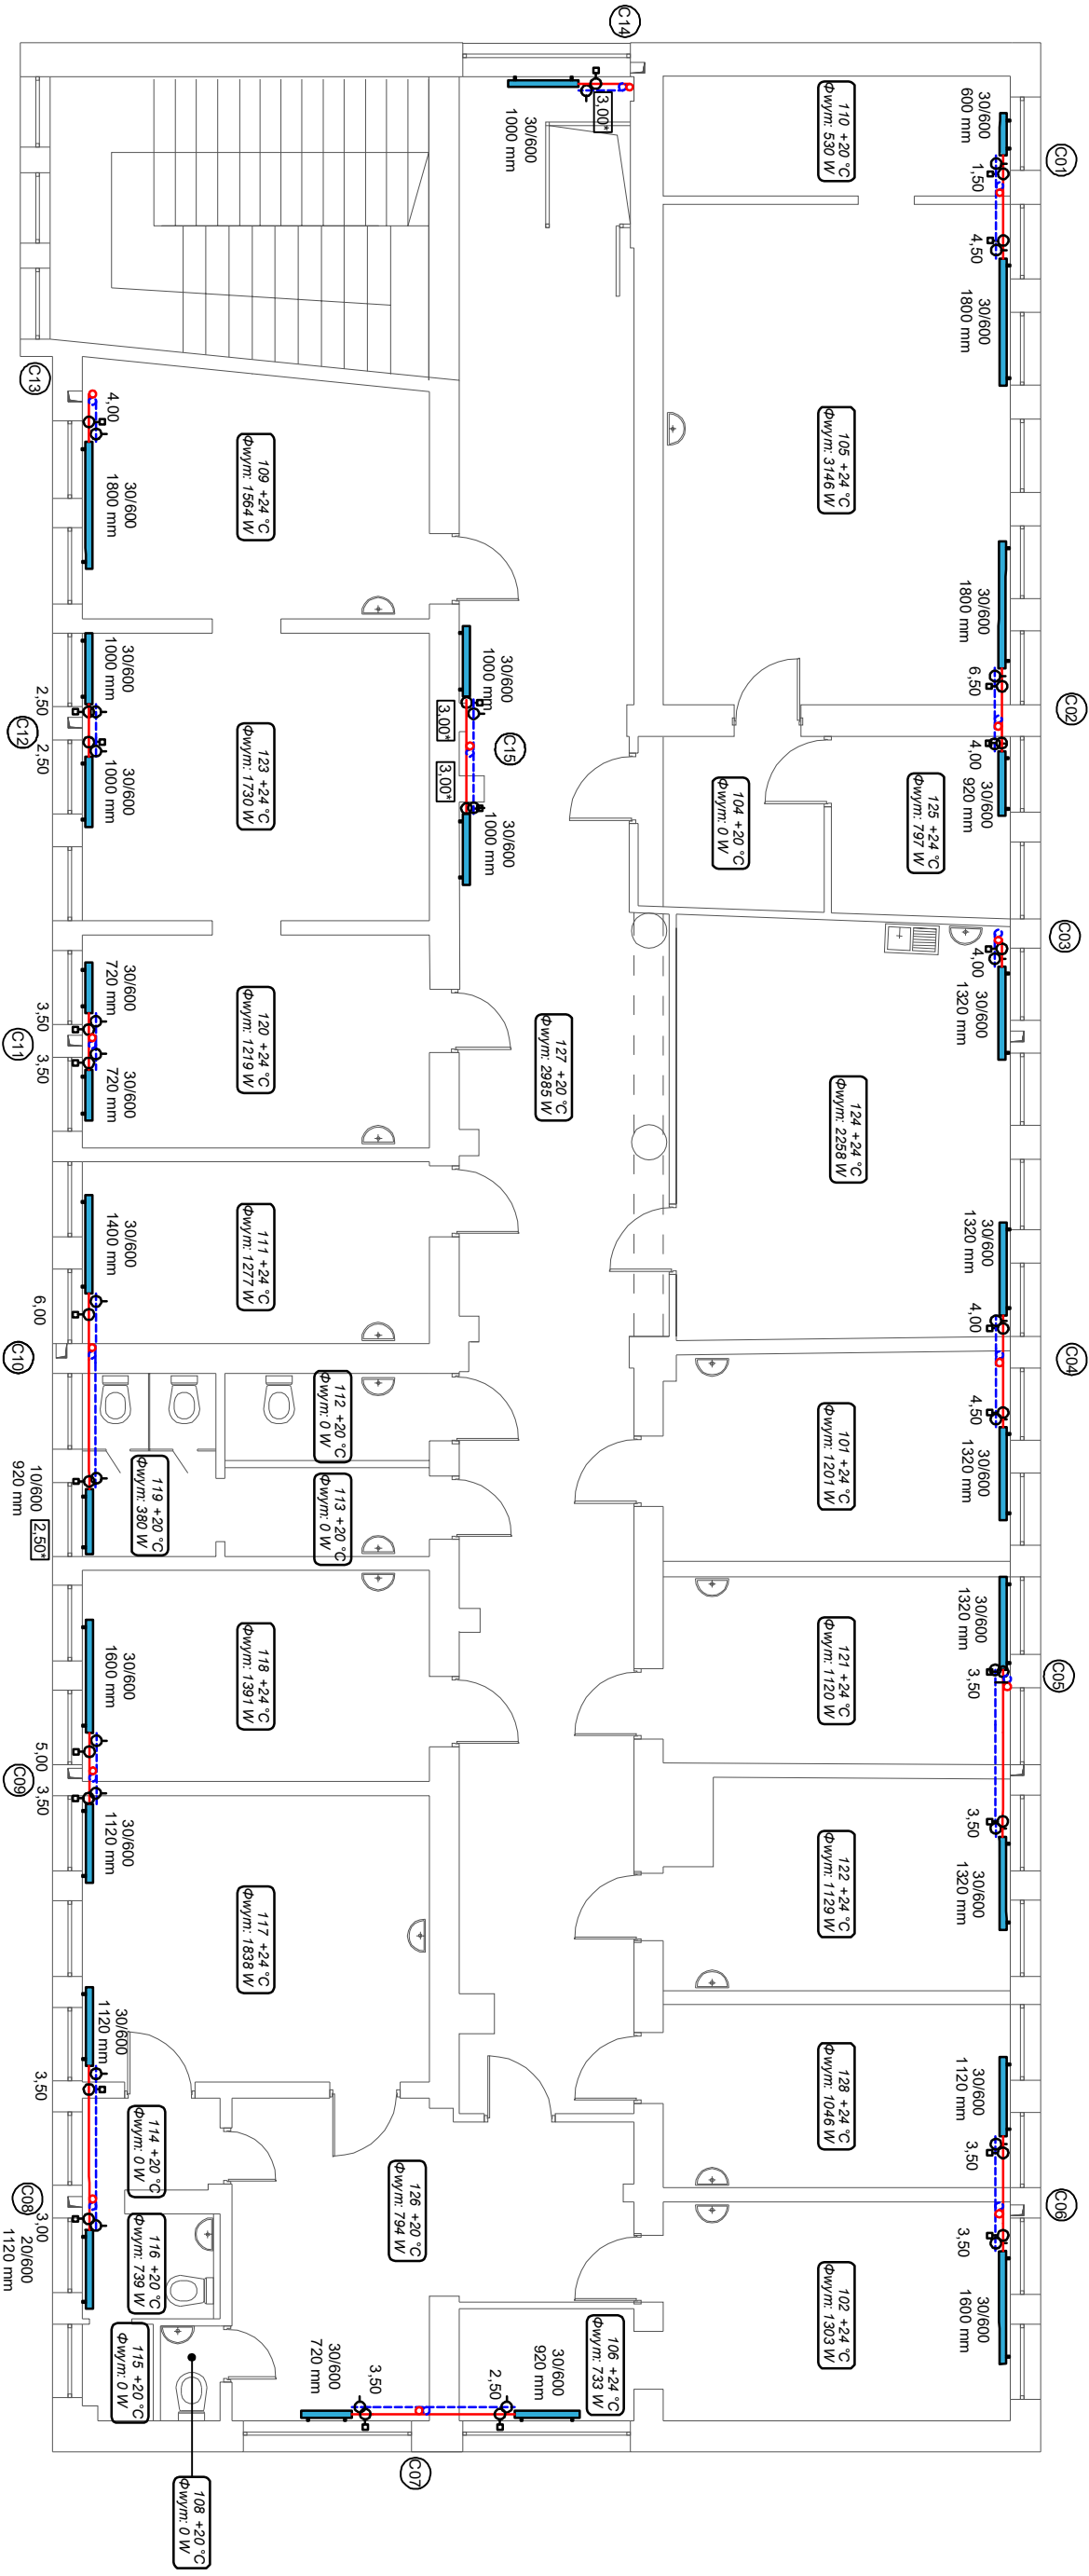 C14
C01
C02
C03
C04
C05
C06
30/600
600 mm
1,50
4,50
30/600
1800 mm
30/600
1800 mm
6,50
4,00
30/600
920 mm
4,00
30/600
1320 mm
30/600
1320 mm
4,00
4,50
30/600
1320 mm
30/600
1320 mm
3,50
3,50
30/600
1320 mm
30/600
1120 mm
3,50
3,50
30/600
1600 mm
110 +20 °C
Φwym: 530 W
105 +24 °C
Φwym: 3146 W
125 +24 °C
Φwym: 797 W
104 +20 °C
Φwym: 0 W
124 +24 °C
Φwym: 2258 W
101 +24 °C
Φwym: 1201 W
121 +24 °C
Φwym: 1120 W
122 +24 °C
Φwym: 1129 W
128 +24 °C
Φwym: 1046 W
102 +24 °C
Φwym: 1303 W
3,00*
30/600
1000 mm
30/600
1000 mm
3,00*
C15
3,00*
30/600
1000 mm
127 +20 °C
Φwym: 2985 W
126 +20 °C
Φwym: 794 W
106 +24 °C
Φwym: 733 W
30/600
920 mm
2,50
3,50
30/600
720 mm
C07
109 +24 °C
Φwym: 1564 W
123 +24 °C
Φwym: 1730 W
120 +24 °C
Φwym: 1219 W
111 +24 °C
Φwym: 1277 W
112 +20 °C
Φwym: 0 W
113 +20 °C
Φwym: 0 W
119 +20 °C
Φwym: 380 W
118 +24 °C
Φwym: 1391 W
117 +24 °C
Φwym: 1838 W
114 +20 °C
Φwym: 0 W
116 +20 °C
Φwym: 739 W
115 +20 °C
Φwym: 0 W
108 +20 °C
Φwym: 0 W
C13
4,00
30/600
1800 mm
30/600
1000 mm
2,50
C12
2,50
30/600
1000 mm
30/600
720 mm
3,50
C11
3,50
30/600
720 mm
30/600
1400 mm
6,00
C10
10/600
920 mm
2,50*
30/600
1600 mm
5,00
C09
3,50
30/600
1120 mm
30/600
1120 mm
3,50
C08
3,00
20/600
1120 mm